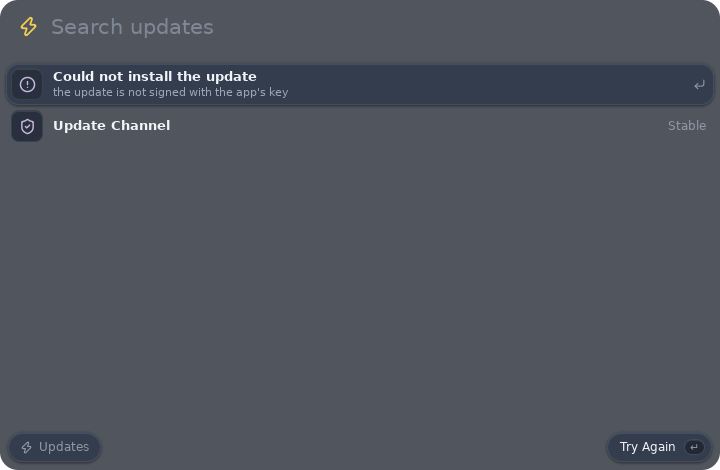 Search updates
Could not install the update
the update is not signed with the app's key
Update Channel
Stable
Updates
Try Again